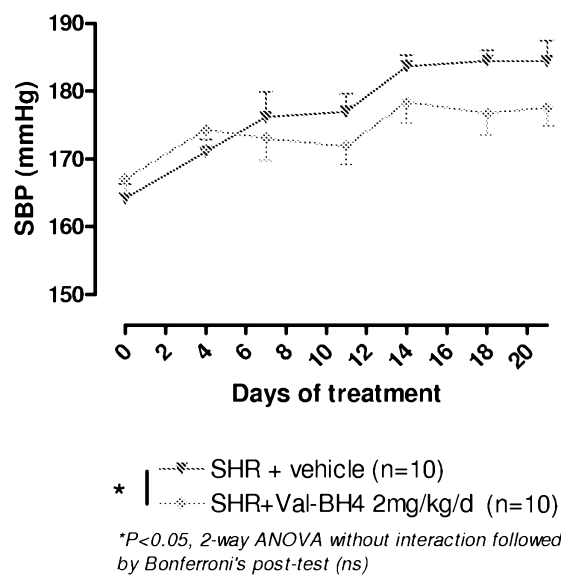 190
180
170
160
150
SBP (mmHg)
0 2 4 6 8 10 11 14 16 18 20
Days of treatment
SHR + vehicle (n=10)
*
SHR+Val-BH4 2mg/kg/d (n=10)
*P<0.05, 2-way ANOVA without interaction followed
by Bonferroni's post-test (ns)